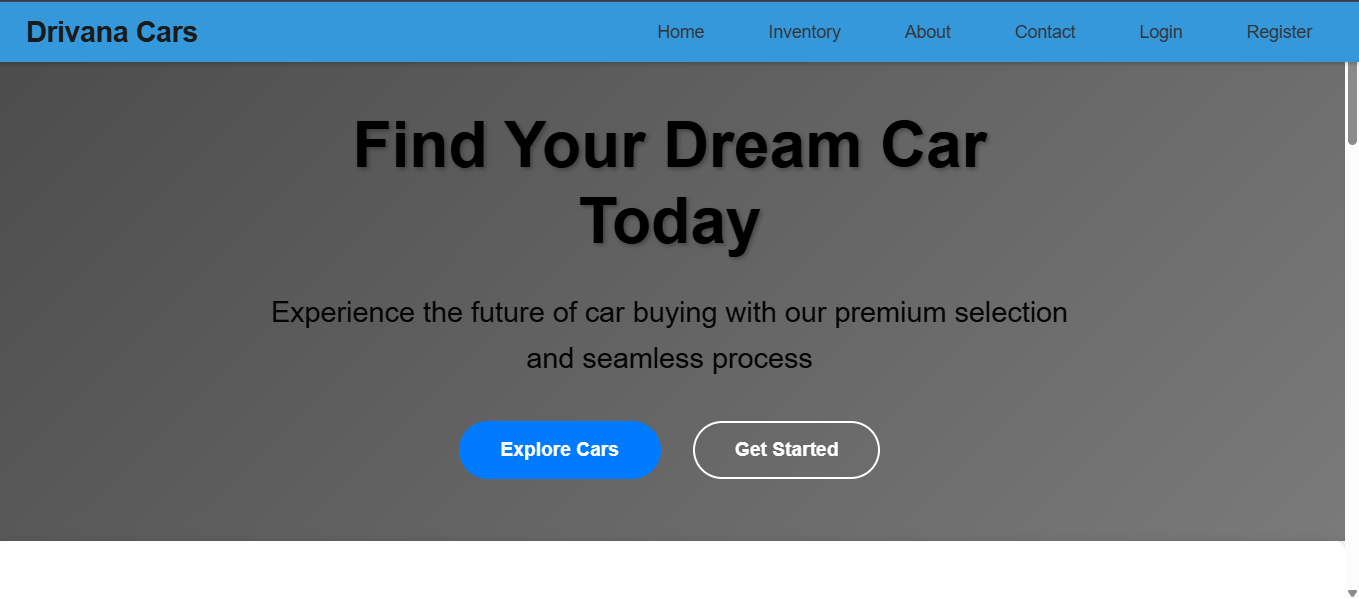 Drivana Cars
Home Inventory About Contact Login Register
Find Your Dream Car
Today
Experience the future of car buying with our premium selection
and seamless process
Explore Cars Get Started